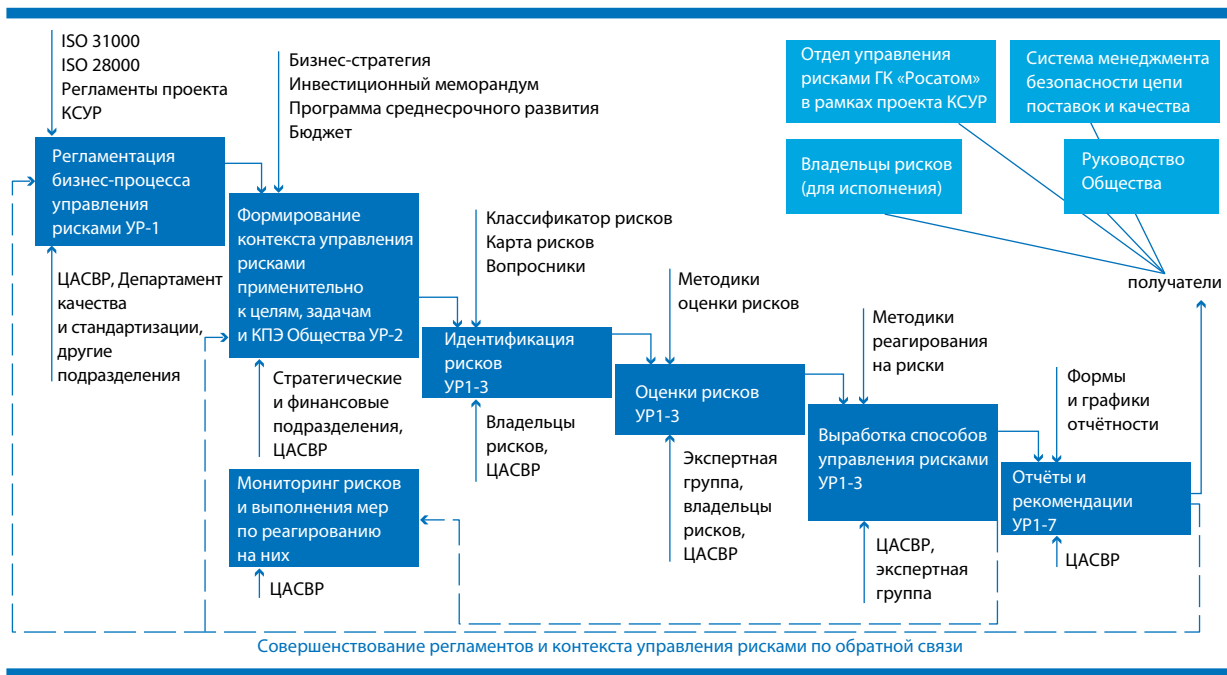 ISO 31000
ISO 28000
Регламенты проекта
КСУР
Бизнес-стратегия
Инвестиционный меморандум
Программа среднесрочного развития
Бюджет
Отдел управления
рисками ГК «Росатом»
в рамках проекта КСУР
Система менеджмента
безопасности цепи
поставок и качества
Владельцы рисков
(для исполнения)
Руководство
Общества
получатели
Регламентация
бизнес-процесса
управления
рисками УР-1
ЦАСВР, Департамент
качества
и стандартизации,
другие
подразделения
Формирование
контекста управления
рисками
применительно
к целям, задачам
и КПЭ Общества УР-2
Стратегические
и финансовые
подразделения,
ЦАСВР
Классификатор рисков
Карта рисков
Вопросники
Идентификация
рисков
УР1-3
Владельцы
рисков,
ЦАСВР
Методики
оценки рисков
Оценки рисков
УР1-3
Экспертная
группа,
владельцы
рисков,
ЦАСВР
Методики
реагирования
на риски
Выработка способов
управления рисками
УР1-3
ЦАСВР,
экспертная
группа
Формы
и графики
отчётности
Отчёты и
рекомендации
УР1-7
ЦАСВР
Мониторинг рисков
и выполнения мер
по реагированию
на них
ЦАСВР
Совершенствование регламентов и контекста управления рисками по обратной связи